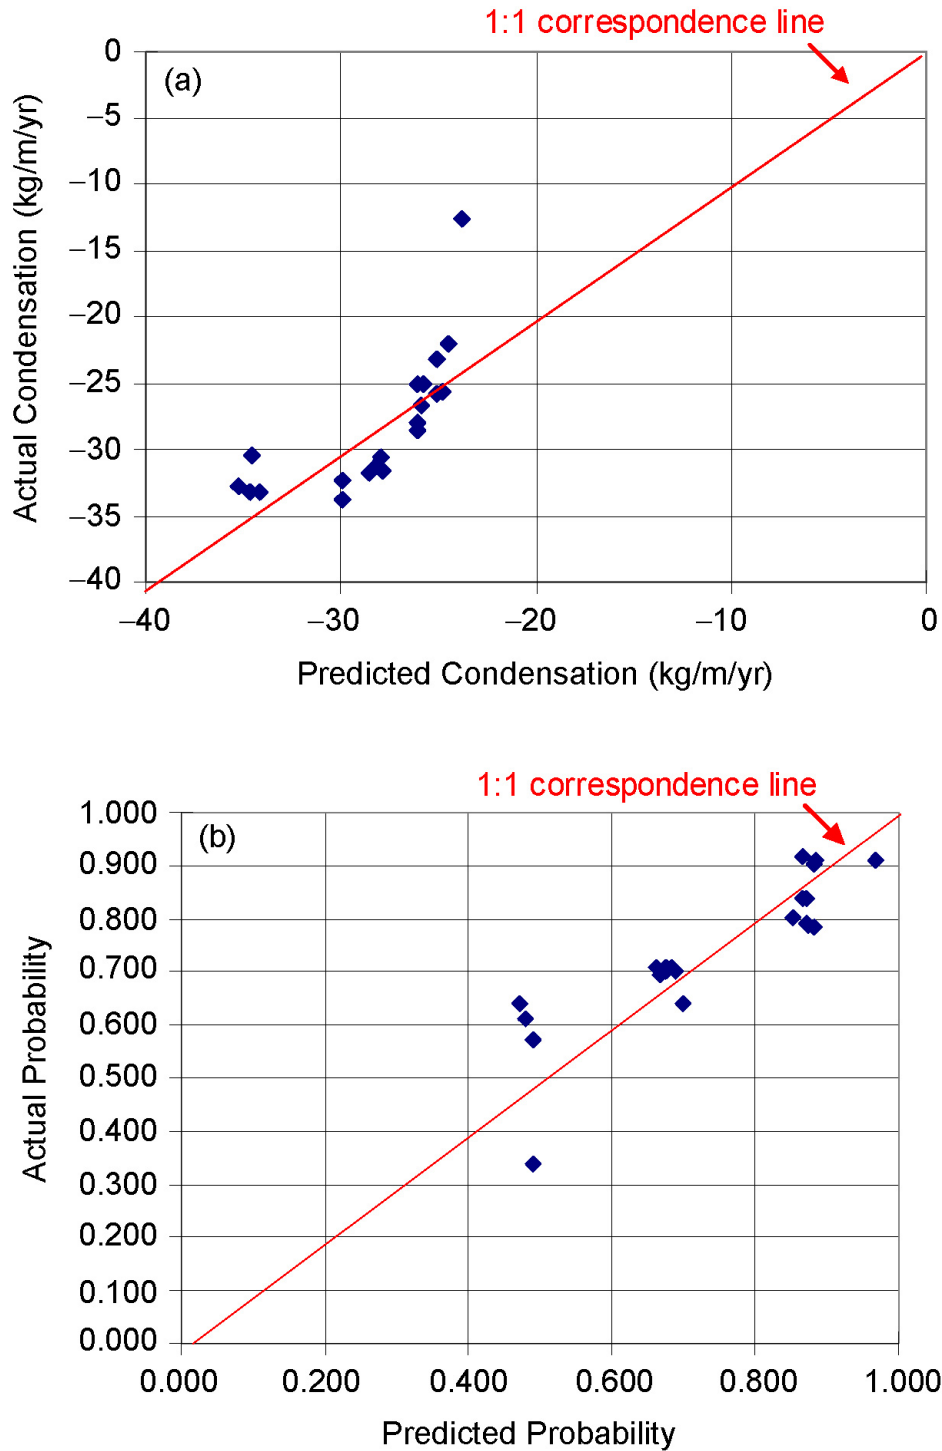 1:1 correspondence line
(a)
0
–5
–10
–15
–20
–25
–30
–35
–40
Actual Condensation (kg/m/yr)
–40 –30 –20 –10 0
Predicted Condensation (kg/m/yr)
1:1 correspondence line
(b)
1.000
0.900
0.800
0.700
0.600
0.500
0.400
0.300
0.200
0.100
0.000
Actual Probability
0.000 0.200 0.400 0.600 0.800 1.000
Predicted Probability